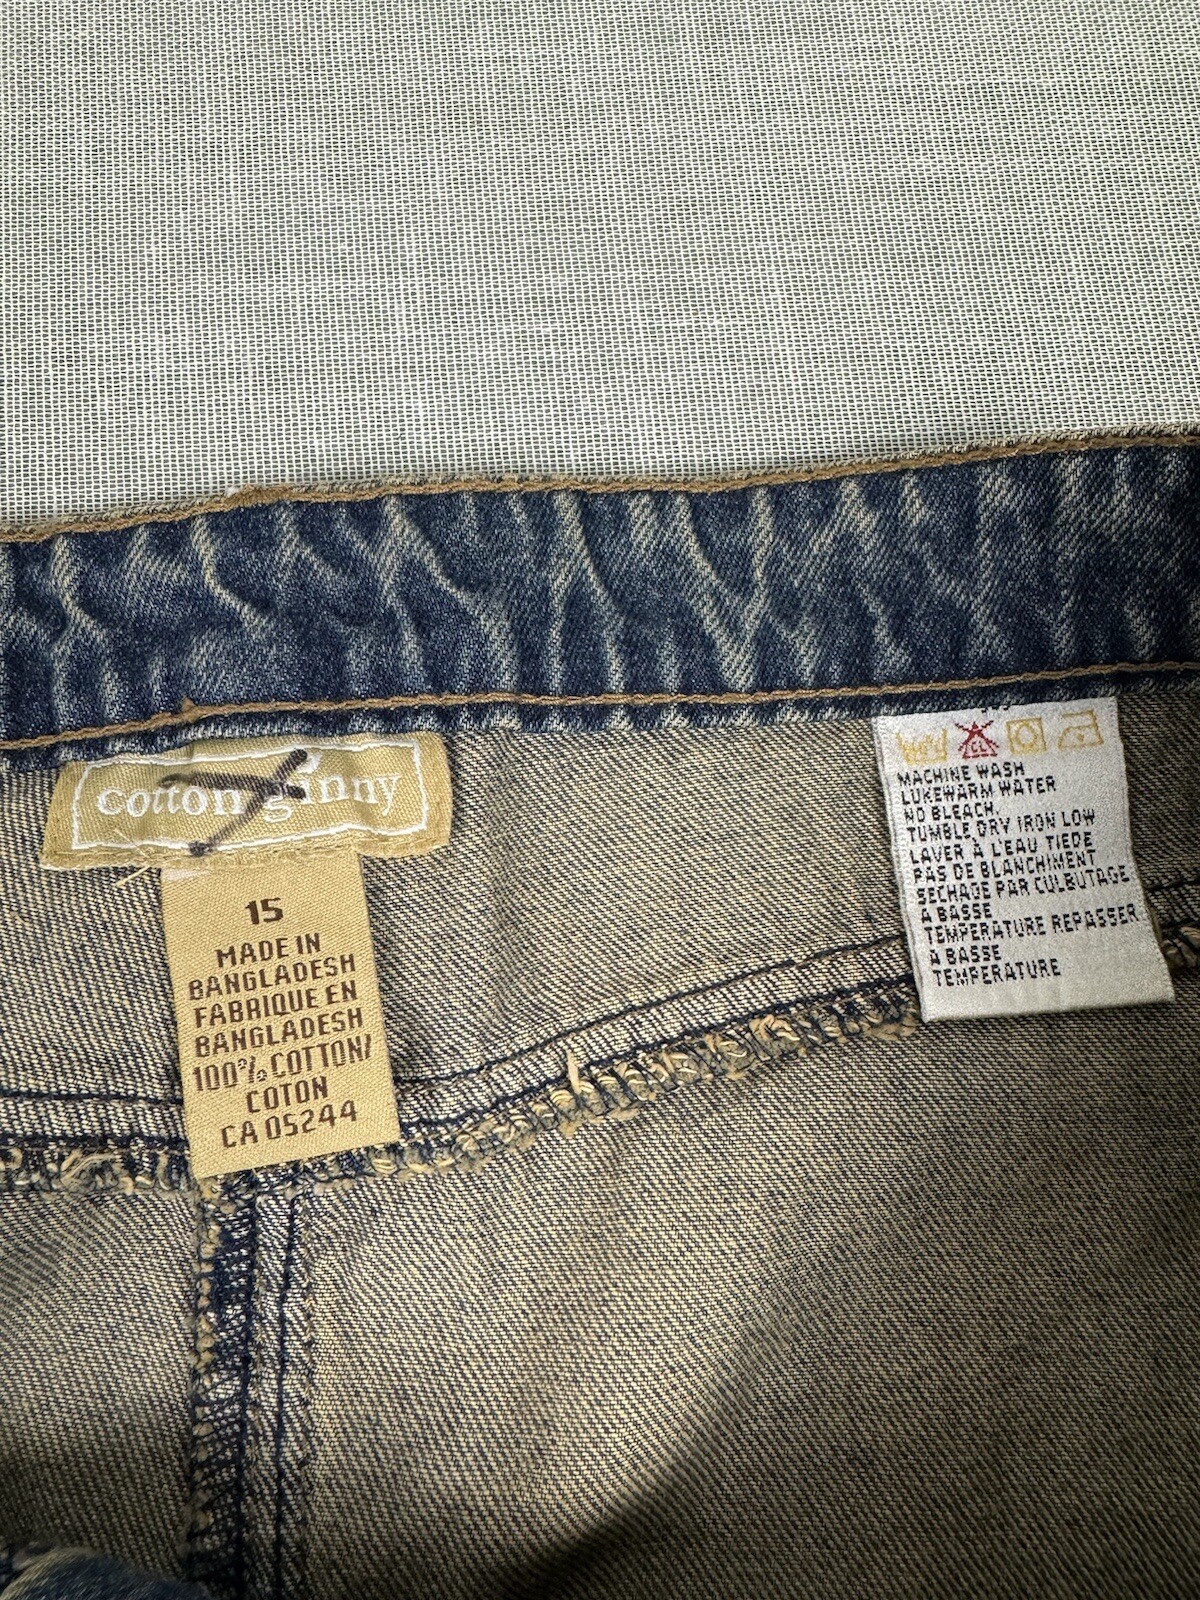 cotton ginny
15
MADE IN
BANGLADESH
FABRIQUE EN
BANGLADESH
100% COTTON/
COTON
CA 05244
CL
MACHINE WASH
LUKEWARM WATER
NO BLEACH.
TUMBLE DRY IRON LOW
LAVER À L'EAU TIEDE
PAS DE BLANCHIMENT
SECHAGE PAR CULBUTAGE
A BASSE
TEMPERATURE REPASSER
A BASSE
TEMPERATURE